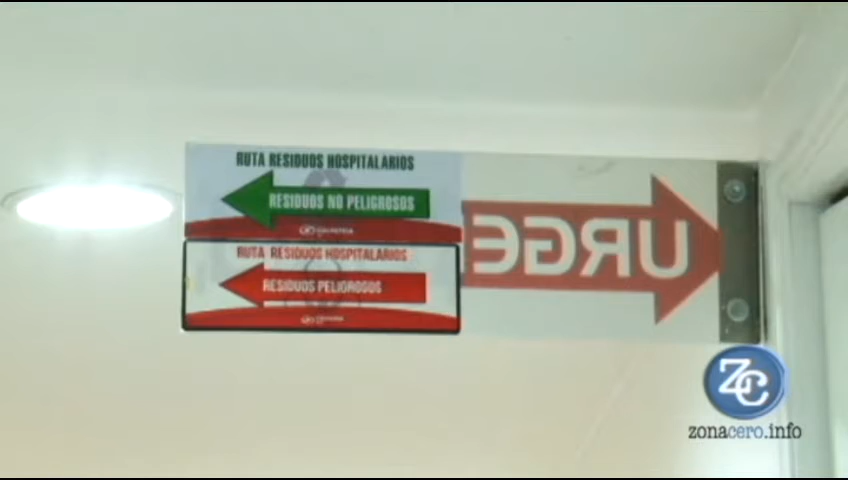 RUTA RESIDUOS HOSPITALARIOS
RESIDUOS NO PELIGROSOS
RUTA RESIDUOS HOSPITALARIOS
RESIDUOS PELIGROSOS
URGE
ZC
zonacero.info